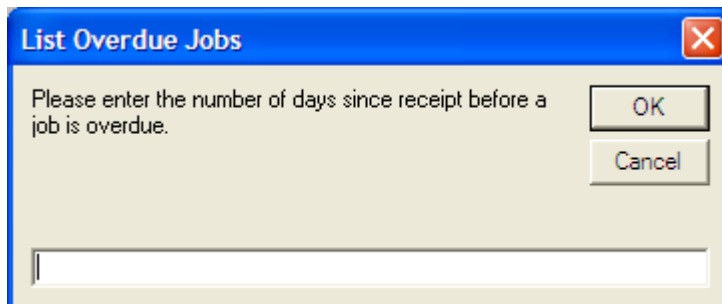 List Overdue Jobs
Please enter the number of days since receipt before a
job is overdue.
OK
Cancel